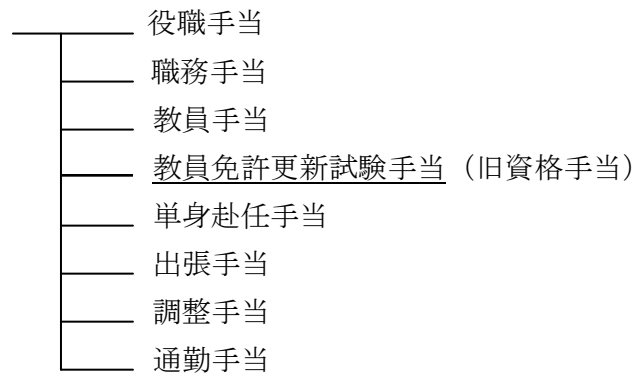 役職手当
職務手当
教員手当
教員免許更新試験手当（旧資格手当）
単身赴任手当
出張手当
調整手当
通勤手当